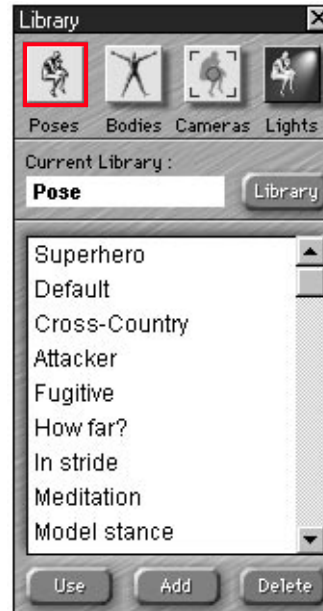 Library
Poses Bodies Cameras Lights
Current Library :
Pose Library
Superhero
Default
Cross-Country
Attacker
Fugitive
How far?
In stride
Meditation
Model stance
Use Add Delete